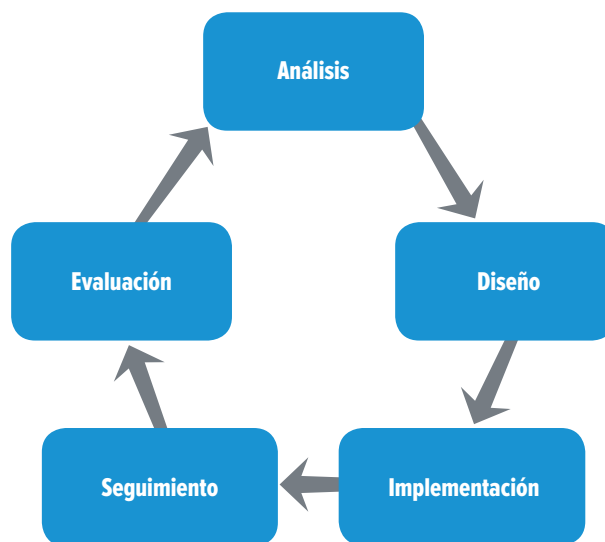 Análisis
Diseño
Implementación
Seguimiento
Evaluación